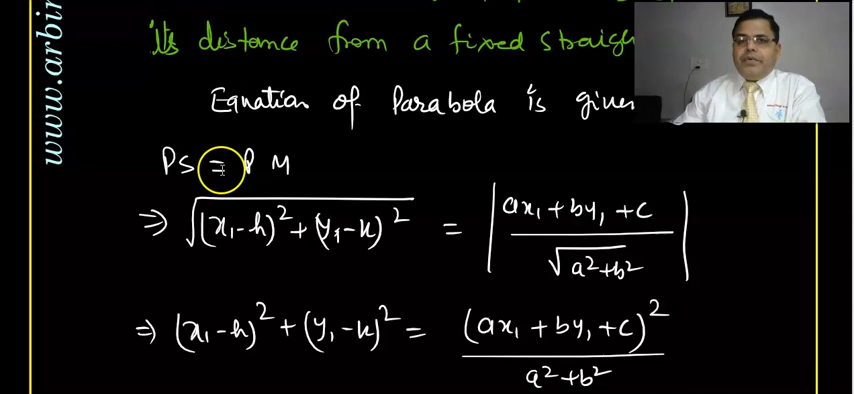 its distance from a fixed straigh
Equation of Parabola is given
PS = PM
⇒ √((x₁-h)² + (y₁-k)²) = |(ax₁ + by₁ + c) / √(a²+b²)|
⇒ (x₁-h)² + (y₁-k)² = (ax₁ + by₁ + c)² / (a²+b²)
www.arbin